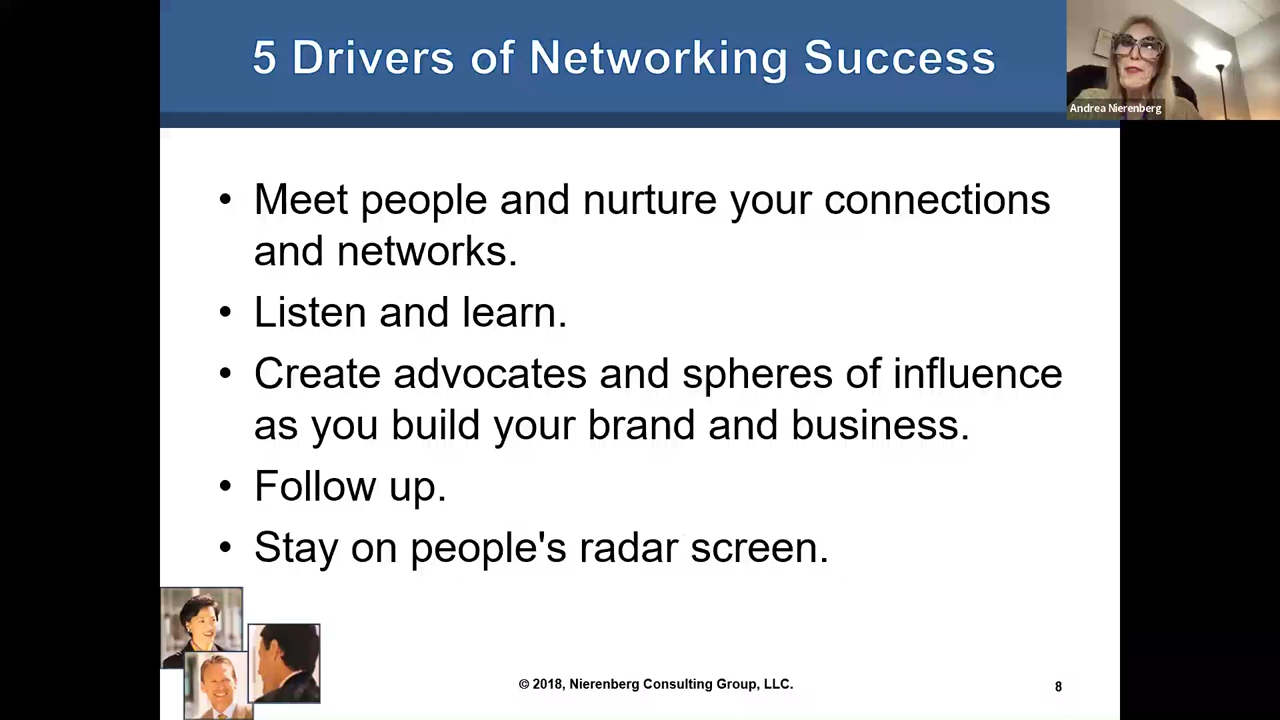 5 Drivers of Networking Success
Andrea Nierenberg
• Meet people and nurture your connections
and networks.
• Listen and learn.
• Create advocates and spheres of influence
as you build your brand and business.
• Follow up.
• Stay on people's radar screen.
© 2018, Nierenberg Consulting Group, LLC.
8